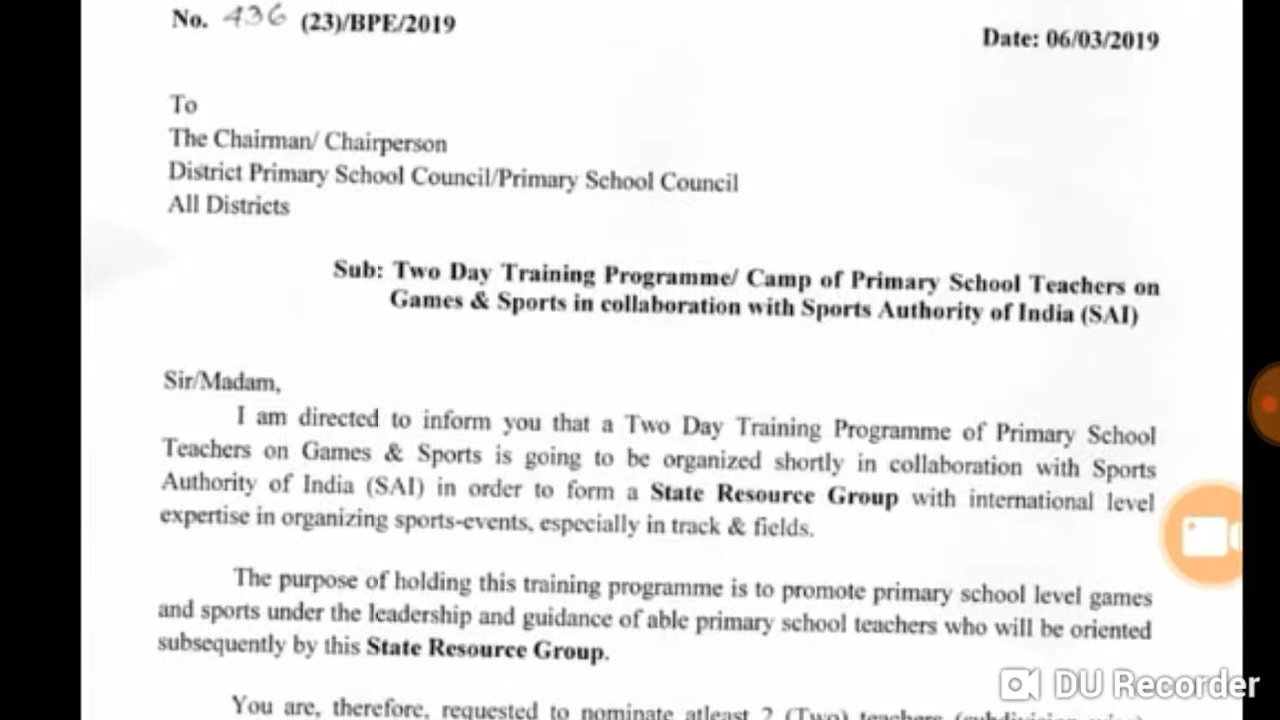 No. 436 (23)/BPE/2019
Date: 06/03/2019
To
The Chairman/ Chairperson
District Primary School Council/Primary School Council
All Districts
Sub: Two Day Training Programme/ Camp of Primary School Teachers on
Games & Sports in collaboration with Sports Authority of India (SAI)
Sir/Madam,
I am directed to inform you that a Two Day Training Programme of Primary School
Teachers on Games & Sports is going to be organized shortly in collaboration with Sports
Authority of India (SAI) in order to form a State Resource Group with international level
expertise in organizing sports-events, especially in track & fields.
The purpose of holding this training programme is to promote primary school level games
and sports under the leadership and guidance of able primary school teachers who will be oriented
subsequently by this State Resource Group.
You are, therefore, requested to nominate atleast 2 (Two) teachers
DU Recorder